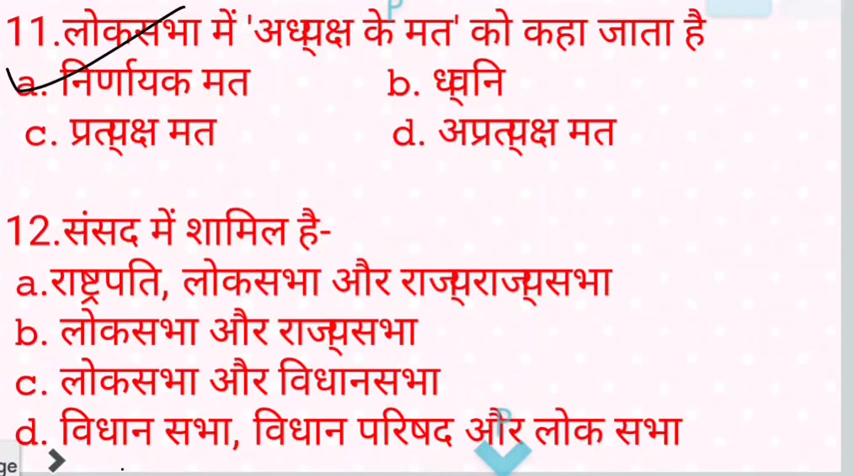 11.लोकसभा में 'अध्यक्ष के मत' को कहा जाता है
a. निर्णायक मत b. ध्वनि
c. प्रत्यक्ष मत d. अप्रत्यक्ष मत
12.संसद में शामिल है-
a.राष्ट्रपति, लोकसभा और राज्यराज्यसभा
b. लोकसभा और राज्यसभा
c. लोकसभा और विधानसभा
d. विधान सभा, विधान परिषद और लोक सभा
ge